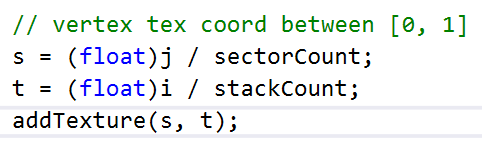 // vertex tex coord between [0, 1]
s = (float)j / sectorCount;
t = (float)i / stackCount;
addTexture(s, t);